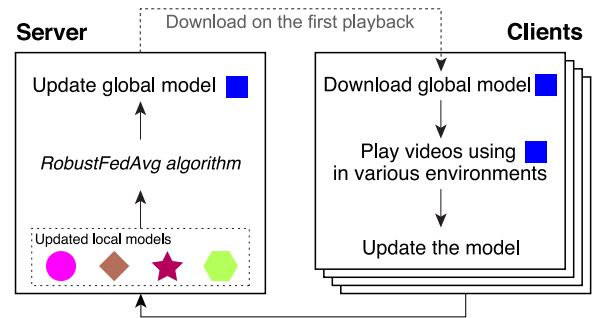 Download on the first playback
Server
Clients
Update global model
RobustFedAvg algorithm
Updated local models
Download global model
Play videos using
in various environments
Update the model